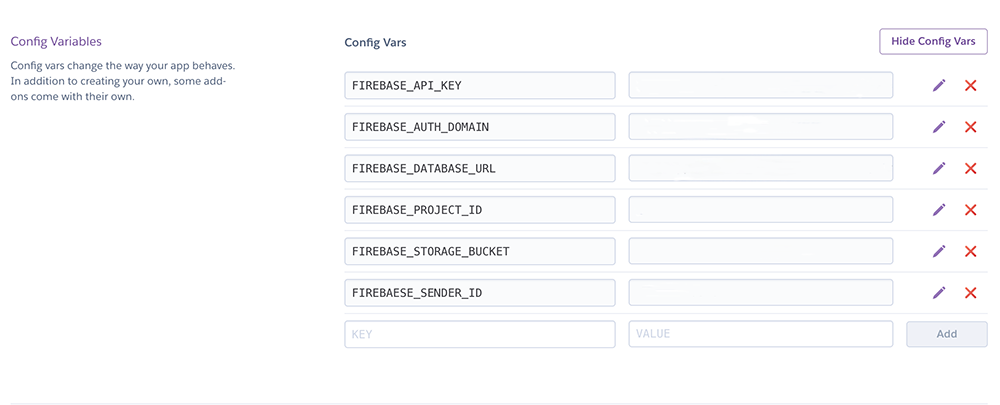 Config Variables
Config vars change the way your app behaves.
In addition to creating your own, some add-
ons come with their own.
Config Vars
Hide Config Vars
FIREBASE_API_KEY
FIREBASE_AUTH_DOMAIN
FIREBASE_DATABASE_URL
FIREBASE_PROJECT_ID
FIREBASE_STORAGE_BUCKET
FIREBAESE_SENDER_ID
KEY
VALUE
Add